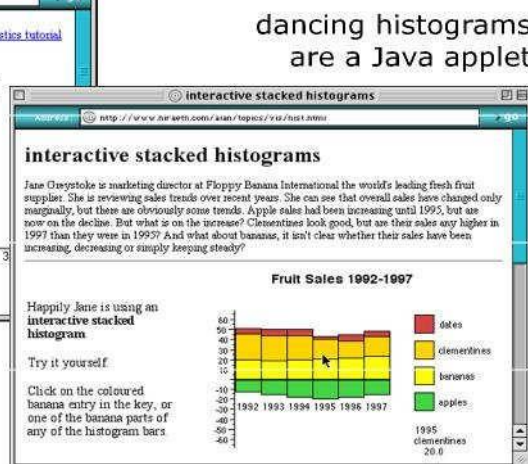 stics tutorial
dancing histograms
are a Java applet
interactive stacked histograms
Address: http://www.hiraeth.com/alan/topics/vis/hist.html
go
interactive stacked histograms
Jane Greystoke is marketing director at Floppy Banana International the world's leading fresh fruit
supplier. She is reviewing sales trends over recent years. She can see that overall sales have changed only
marginally, but there are obviously some trends. Apple sales had been increasing until 1995, but are
now on the decline. But what is on the increase? Clementines look good, but are their sales any higher in
1997 than they were in 1995? And what about bananas, it isn't clear whether their sales have been
increasing, decreasing or simply keeping steady?
3
Fruit Sales 1992-1997
Happily Jane is using an
interactive stacked
histogram.
Try it yourself.
Click on the coloured
banana entry in the key, or
one of the banana parts of
any of the histogram bars.
60
50
40
30
20
10
-10
-20
-30
-40
-50
-60
1992 1993 1994 1995 1996 1997
dates
clementines
bananas
apples
1995
clementines
20.0